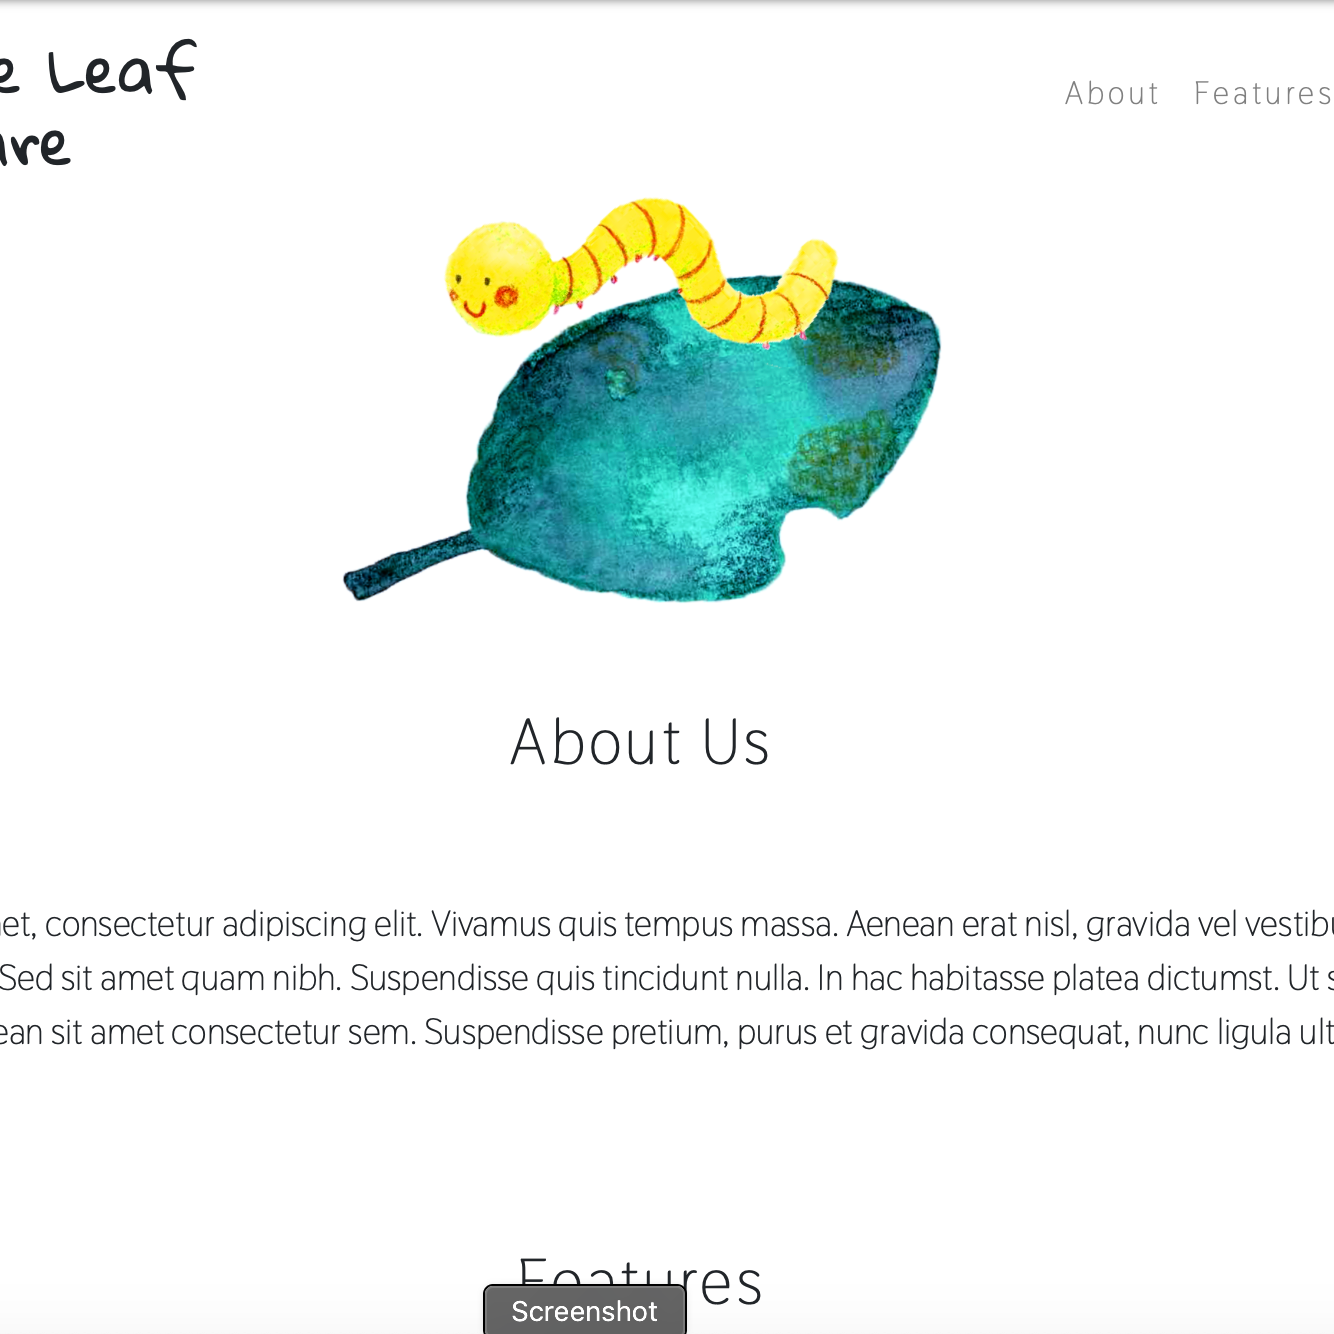 e Leaf
are
About Features
About Us
et, consectetur adipiscing elit. Vivamus quis tempus massa. Aenean erat nisl, gravida vel vestibu
Sed sit amet quam nibh. Suspendisse quis tincidunt nulla. In hac habitasse platea dictumst. Ut s
ean sit amet consectetur sem. Suspendisse pretium, purus et gravida consequat, nunc ligula ult
Features
Screenshot